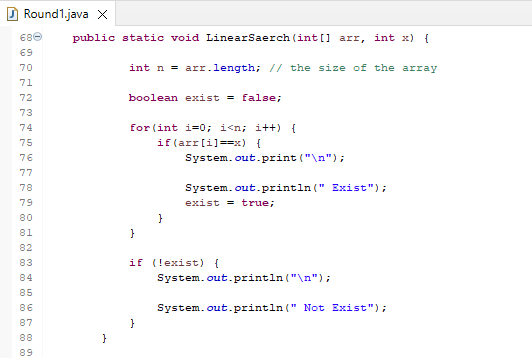 Round1.java
68 public static void LinearSaerch(int[] arr, int x) {
69
70 int n = arr.length; // the size of the array
71
72 boolean exist = false;
73
74 for(int i=0; i<n; i++) {
75 if(arr[i]==x) {
76 System.out.print("\n");
77
78 System.out.println(" Exist");
79 exist = true;
80 }
81 }
82
83 if (!exist) {
84 System.out.println("\n");
85
86 System.out.println(" Not Exist");
87 }
88 }
89